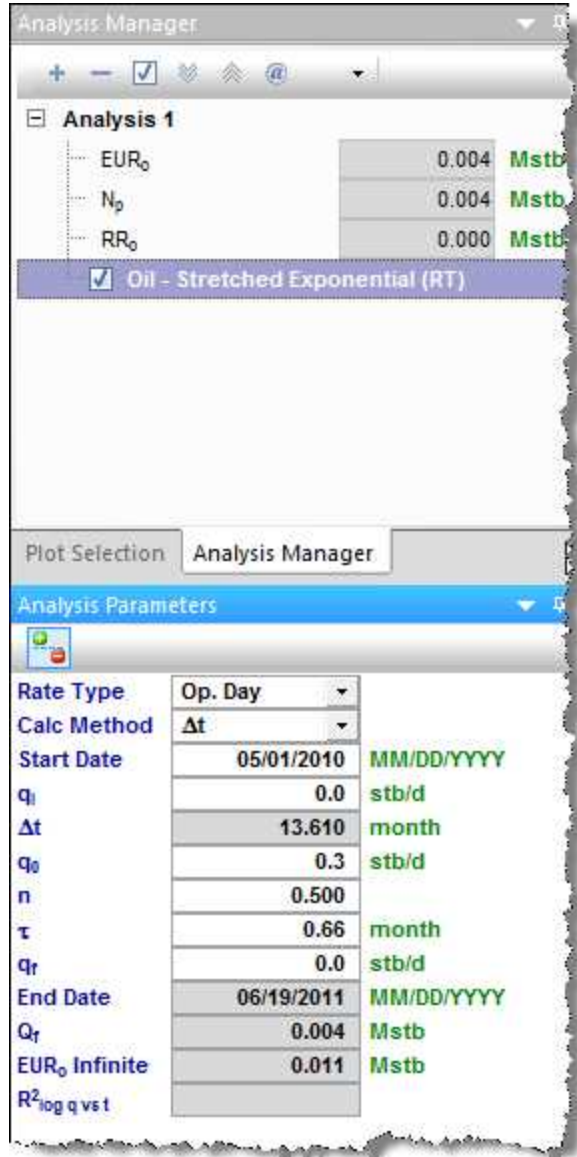 Analysis Manager
Analysis 1
EURo 0.004 Mstb
Np 0.004 Mstb
RRo 0.000 Mstb
Oil - Stretched Exponential (RT)
Plot Selection Analysis Manager
Analysis Parameters
Rate Type Op. Day
Calc Method Δt
Start Date 05/01/2010 MM/DD/YYYY
qi 0.0 stb/d
Δt 13.610 month
q0 0.3 stb/d
n 0.500
τ 0.66 month
qf 0.0 stb/d
End Date 06/19/2011 MM/DD/YYYY
Qf 0.004 Mstb
EURo Infinite 0.011 Mstb
R2log q vs t